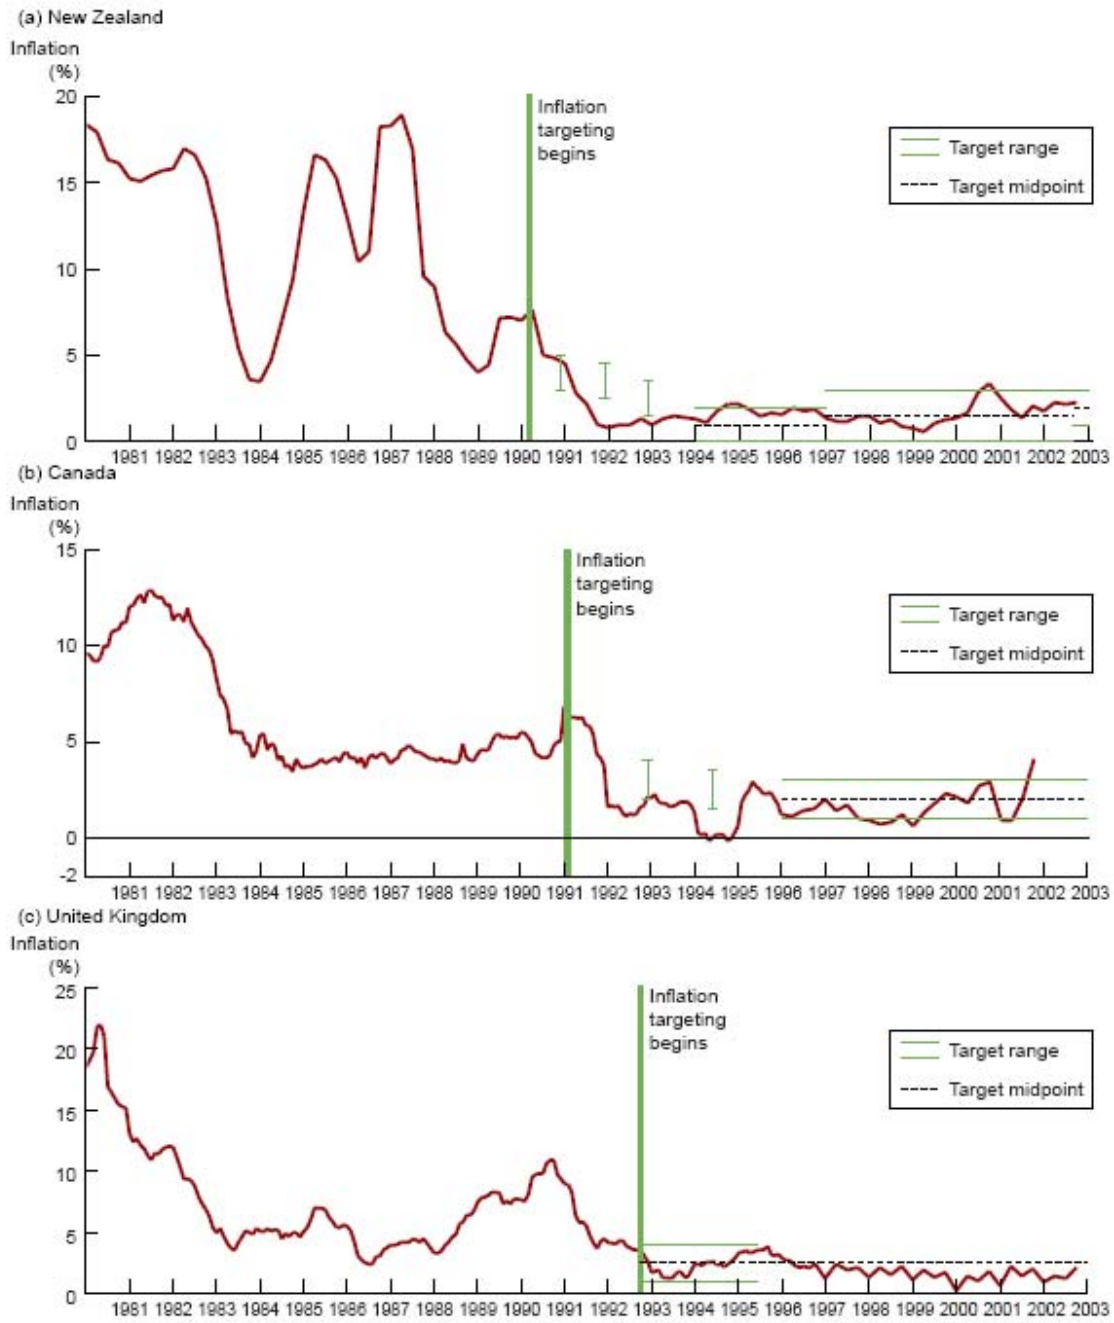 (a) New Zealand
Inflation
(%)
20
15
10
5
0
Inflation
targeting
begins
Target range
Target midpoint
1981 1982 1983 1984 1985 1986 1987 1988 1989 1990 1991 1992 1993 1994 1995 1996 1997 1998 1999 2000 2001 2002 2003
(b) Canada
Inflation
(%)
15
10
5
0
-2
Inflation
targeting
begins
Target range
Target midpoint
1981 1982 1983 1984 1985 1986 1987 1988 1989 1990 1991 1992 1993 1994 1995 1996 1997 1998 1999 2000 2001 2002 2003
(c) United Kingdom
Inflation
(%)
25
20
15
10
5
0
Inflation
targeting
begins
Target range
Target midpoint
1981 1982 1983 1984 1985 1986 1987 1988 1989 1990 1991 1992 1993 1994 1995 1996 1997 1998 1999 2000 2001 2002 2003